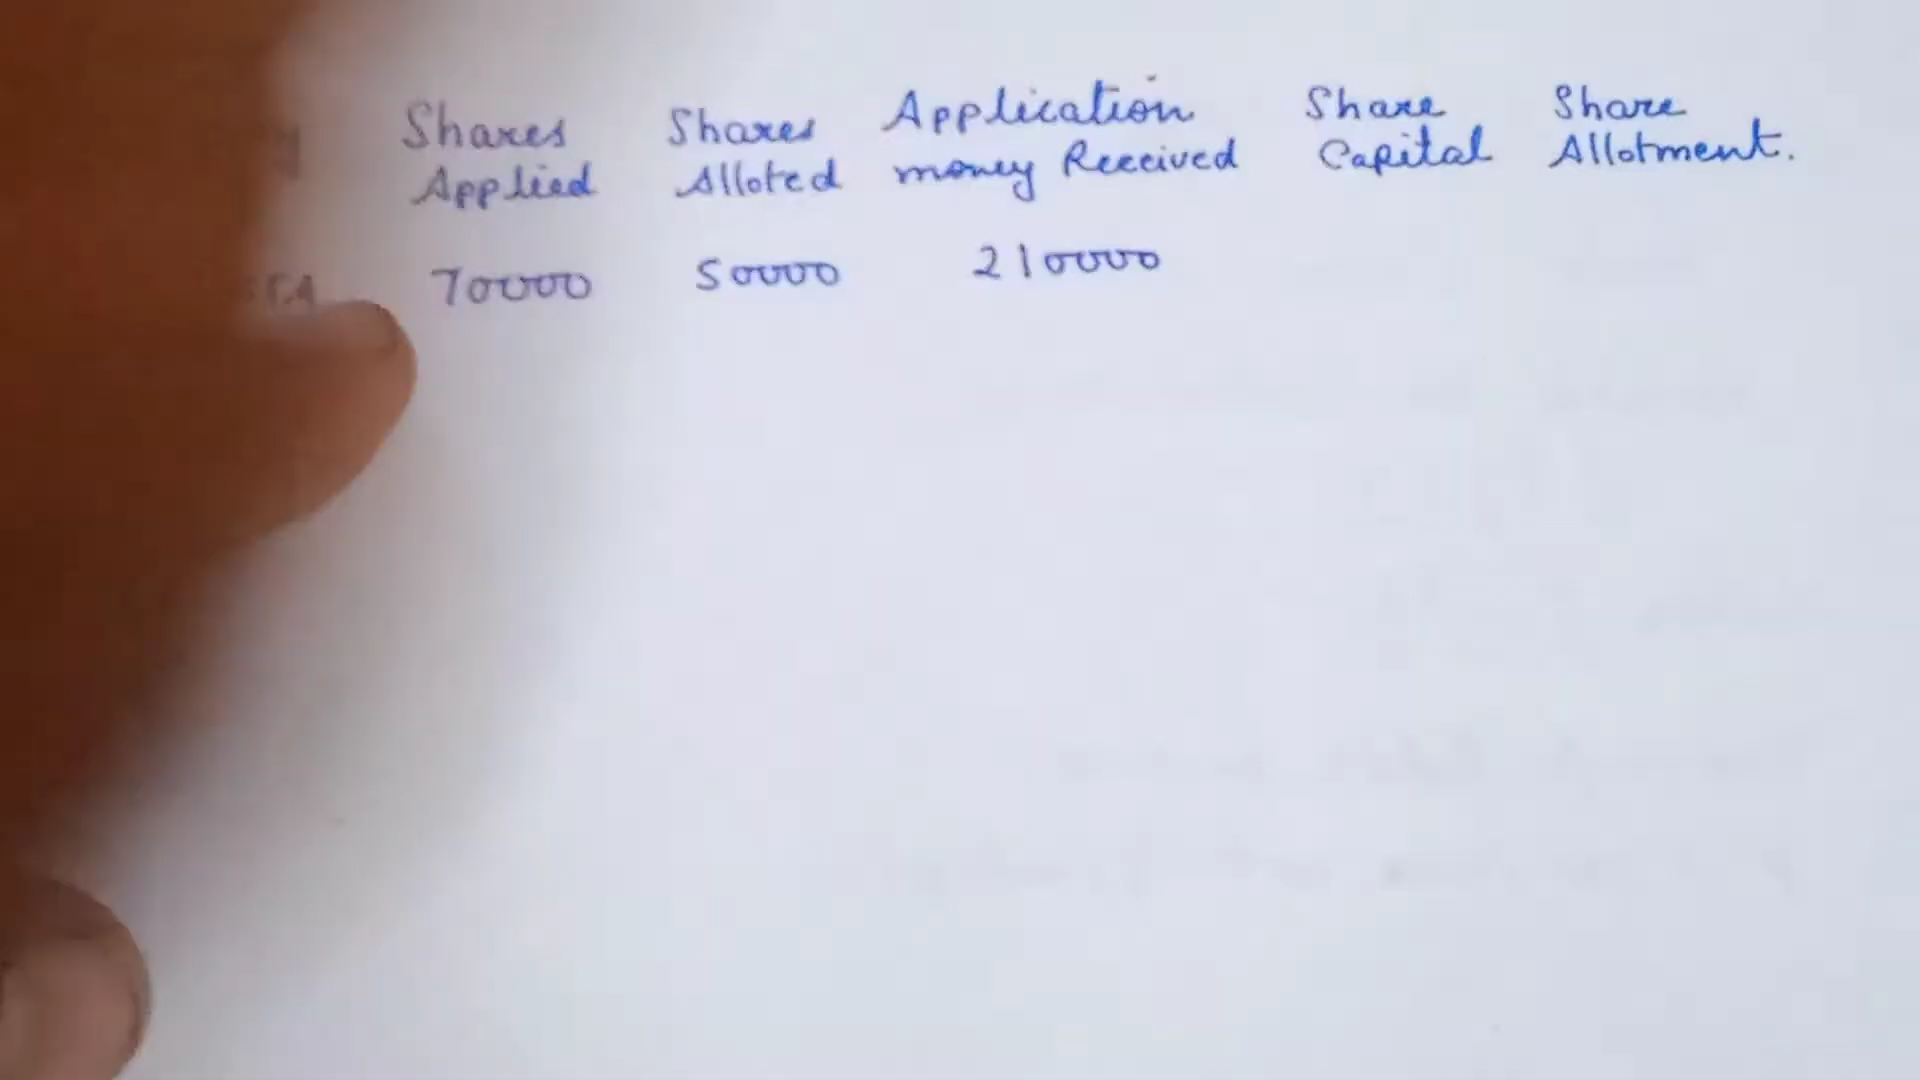 Shares Shares Application Share Share
Applied Alloted money Received Capital Allotment.
70000 50000 210000